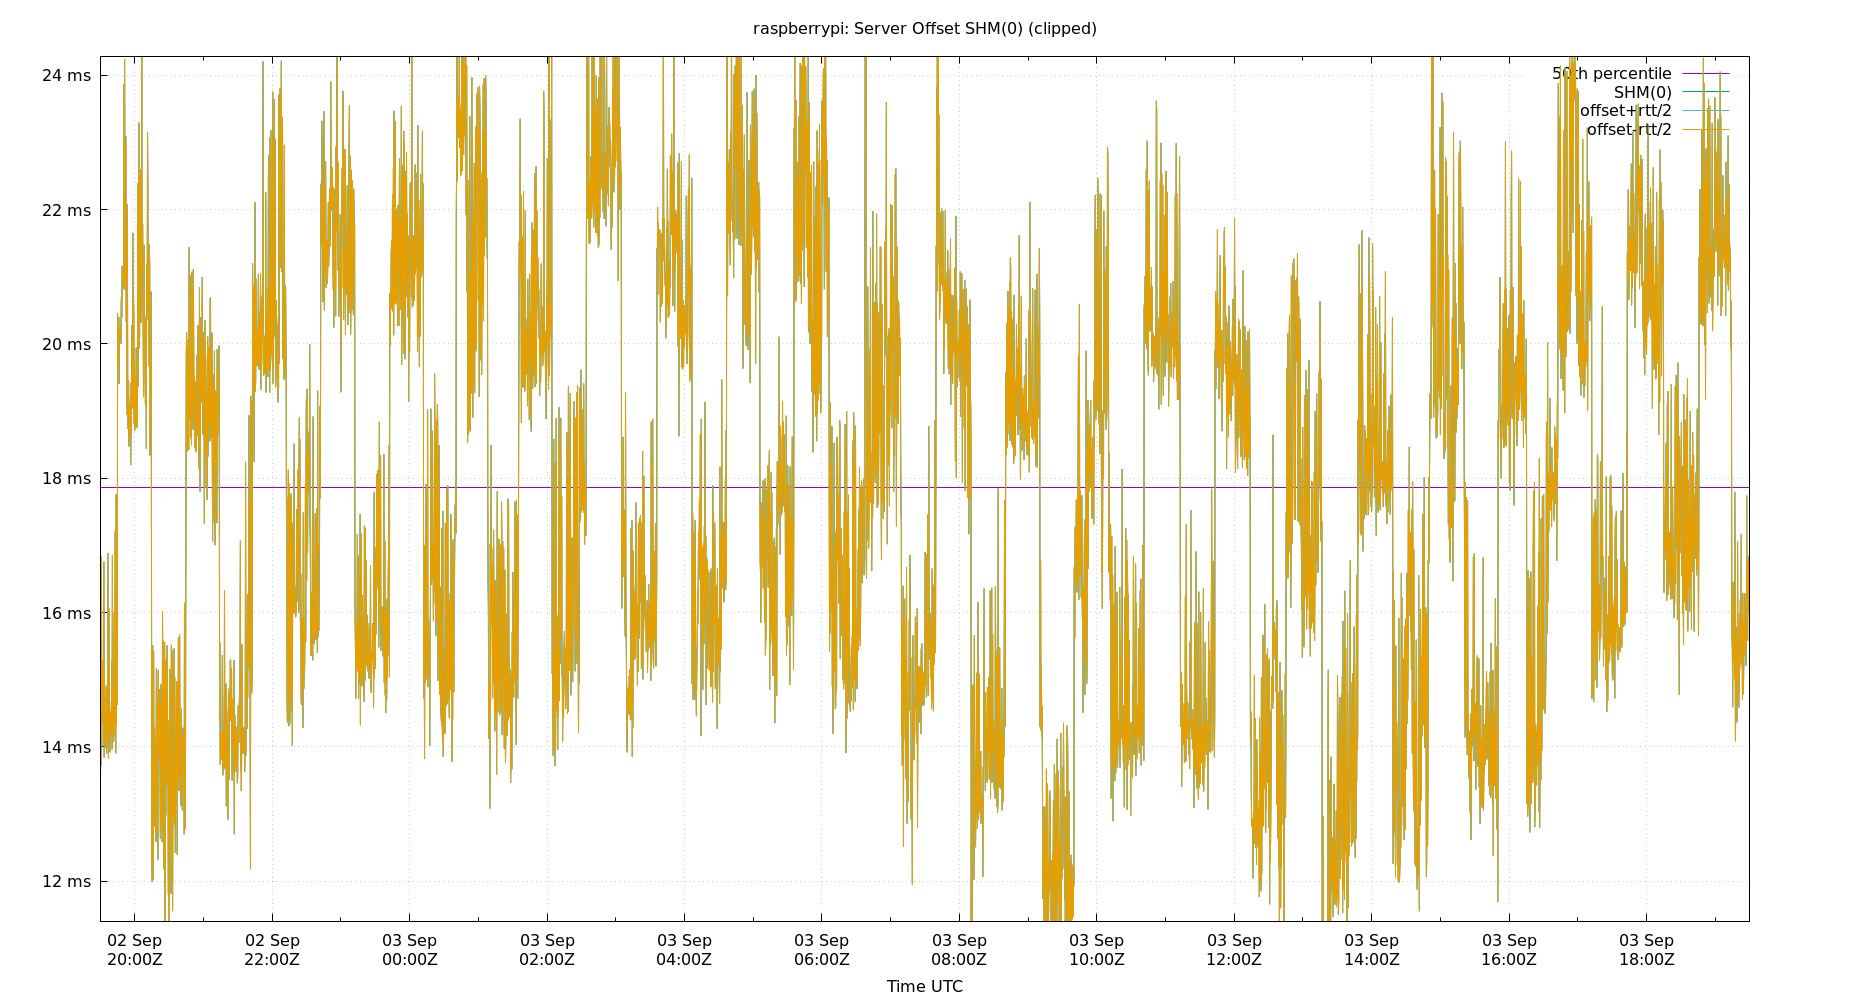 raspberrypi: Server Offset SHM(0) (clipped)
24 ms
22 ms
20 ms
18 ms
16 ms
14 ms
12 ms
50th percentile
SHM(0)
offset+rtt/2
offset-rtt/2
02 Sep 02 Sep 03 Sep 03 Sep 03 Sep 03 Sep 03 Sep 03 Sep 03 Sep 03 Sep 03 Sep 03 Sep
20:00Z 22:00Z 00:00Z 02:00Z 04:00Z 06:00Z 08:00Z 10:00Z 12:00Z 14:00Z 16:00Z 18:00Z
Time UTC